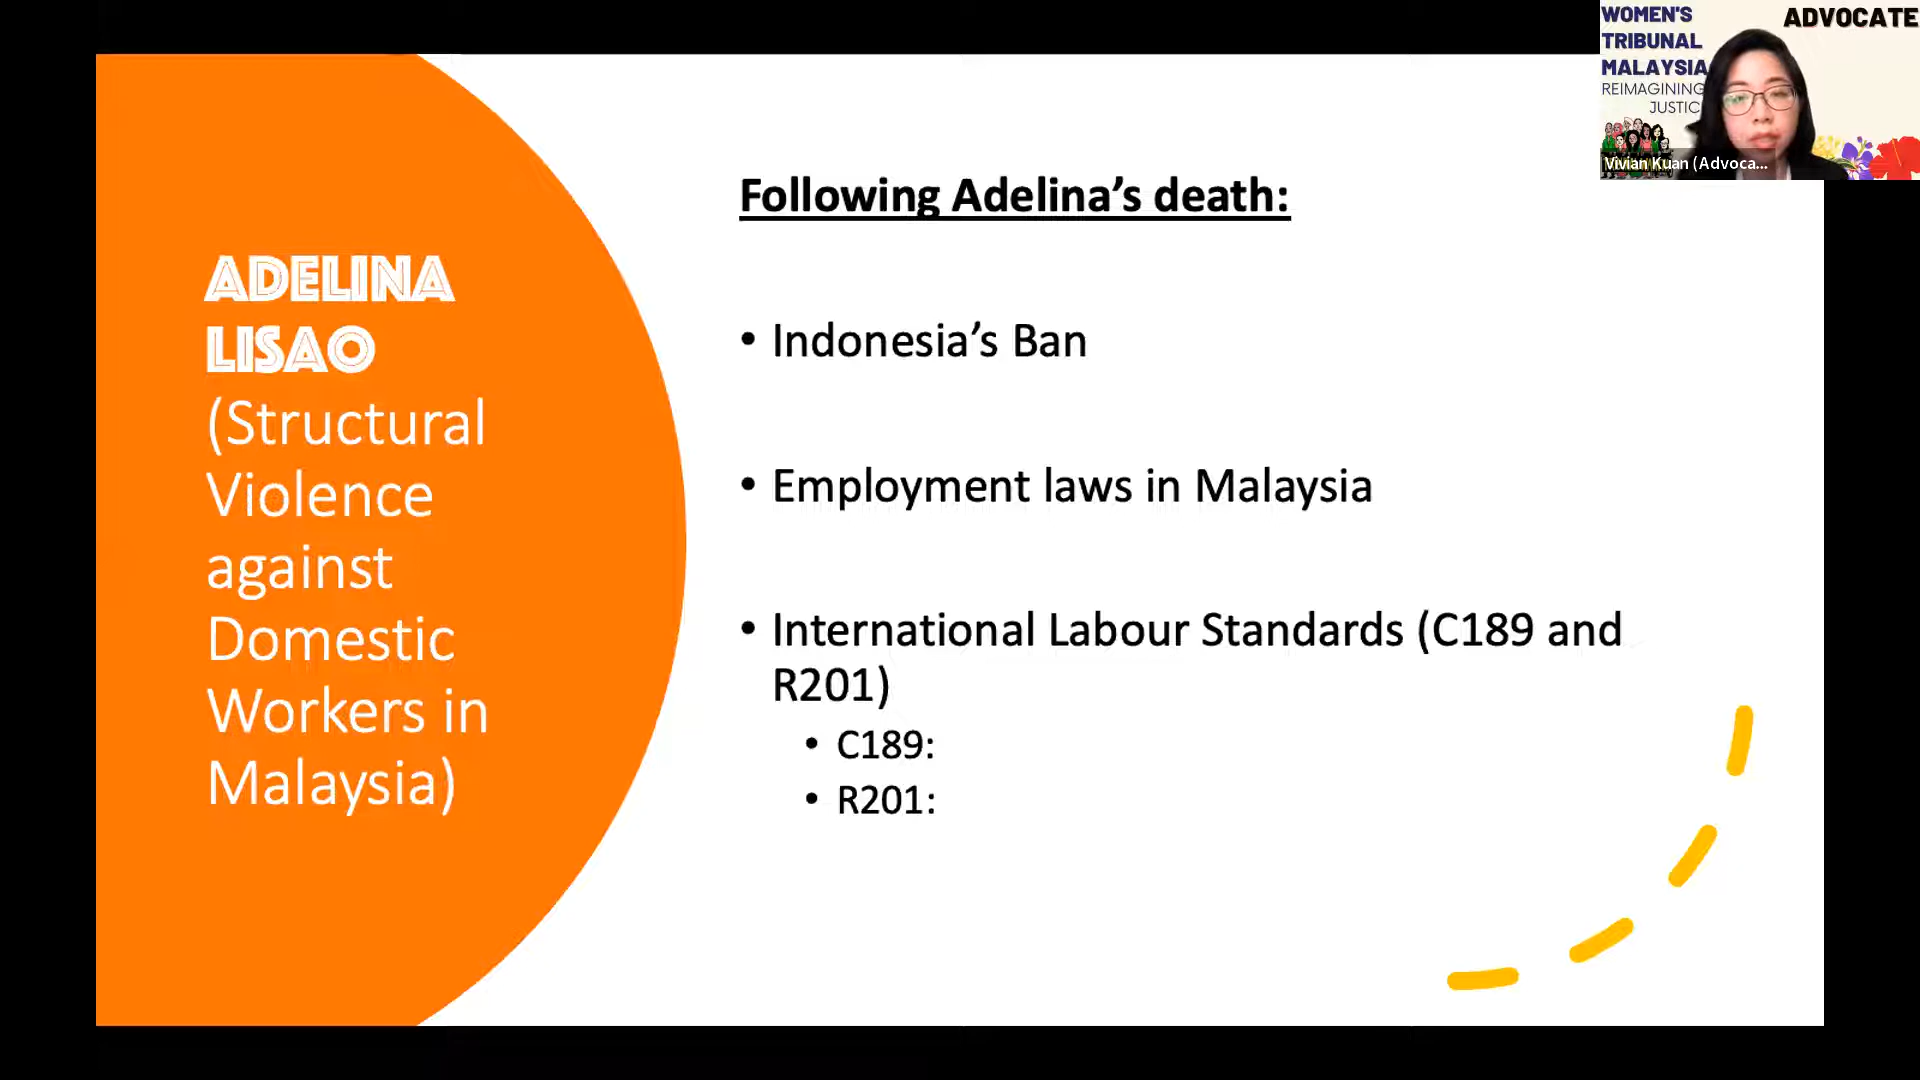 ADELINA
LISAO
(Structural
Violence
against
Domestic
Workers in
Malaysia)
Following Adelina’s death:
• Indonesia’s Ban
• Employment laws in Malaysia
• International Labour Standards (C189 and
R201)
• C189:
• R201:
WOMEN'S
TRIBUNAL
MALAYSIA
REIMAGINING
JUSTIC
ADVOCATE
Vivian Kuan (Advoca...